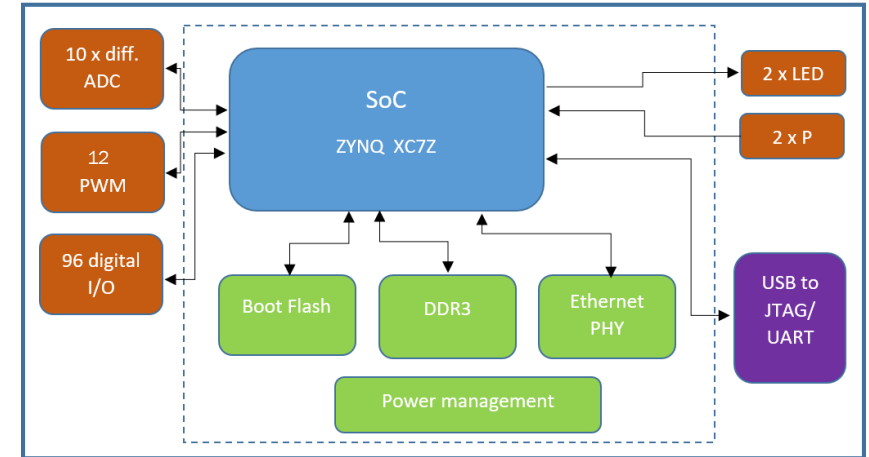 10 x diff.
ADC
12
PWM
96 digital
I/O
SoC
ZYNQ XC7Z
Boot Flash
DDR3
Ethernet
PHY
Power management
2 x LED
2 x P
USB to
JTAG/
UART